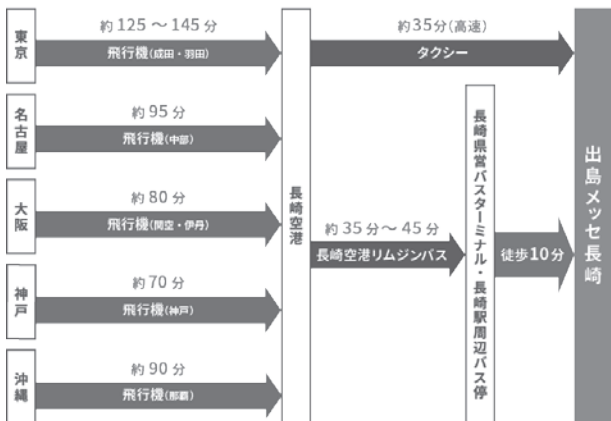 東京
約125～145分
飛行機(成田・羽田)
名古屋
約95分
飛行機(中部)
大阪
約80分
飛行機(関空・伊丹)
神戸
約70分
飛行機(神戸)
沖縄
約90分
飛行機(那覇)
長崎空港
約35分(高速)
タクシー
約35分～45分
長崎空港リムジンバス
長崎県営バスターミナル・長崎駅周辺バス停
徒歩10分
出島メッセ長崎